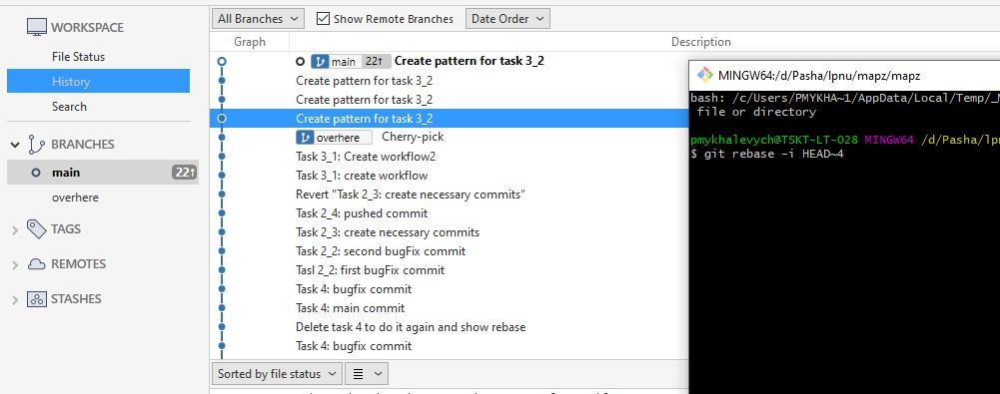 All Branches Show Remote Branches Date Order
WORKSPACE
File Status
History
Search
BRANCHES
main 22↑
overhere
TAGS
REMOTES
STASHES
Graph Description
main 22↑ Create pattern for task 3_2
Create pattern for task 3_2
Create pattern for task 3_2
Create pattern for task 3_2
overhere Cherry-pick
Task 3_1: Create workflow2
Task 3_1: create workflow
Revert "Task 2_3: create necessary commits"
Task 2_4: pushed commit
Task 2_3: create necessary commits
Task 2_2: second bugFix commit
Tasl 2_2: first bugFix commit
Task 4: bugfix commit
Task 4: main commit
Delete task 4 to do it again and show rebase
Task 4: bugfix commit
Sorted by file status
MINGW64:/d/Pasha/lpnu/mapz/mapz
bash: /c/Users/PMYKHA~1/AppData/Local/Temp/_M
file or directory
pmykhalevych@TSKT-LT-028 MINGW64 /d/Pasha/lpn
$ git rebase -i HEAD~4